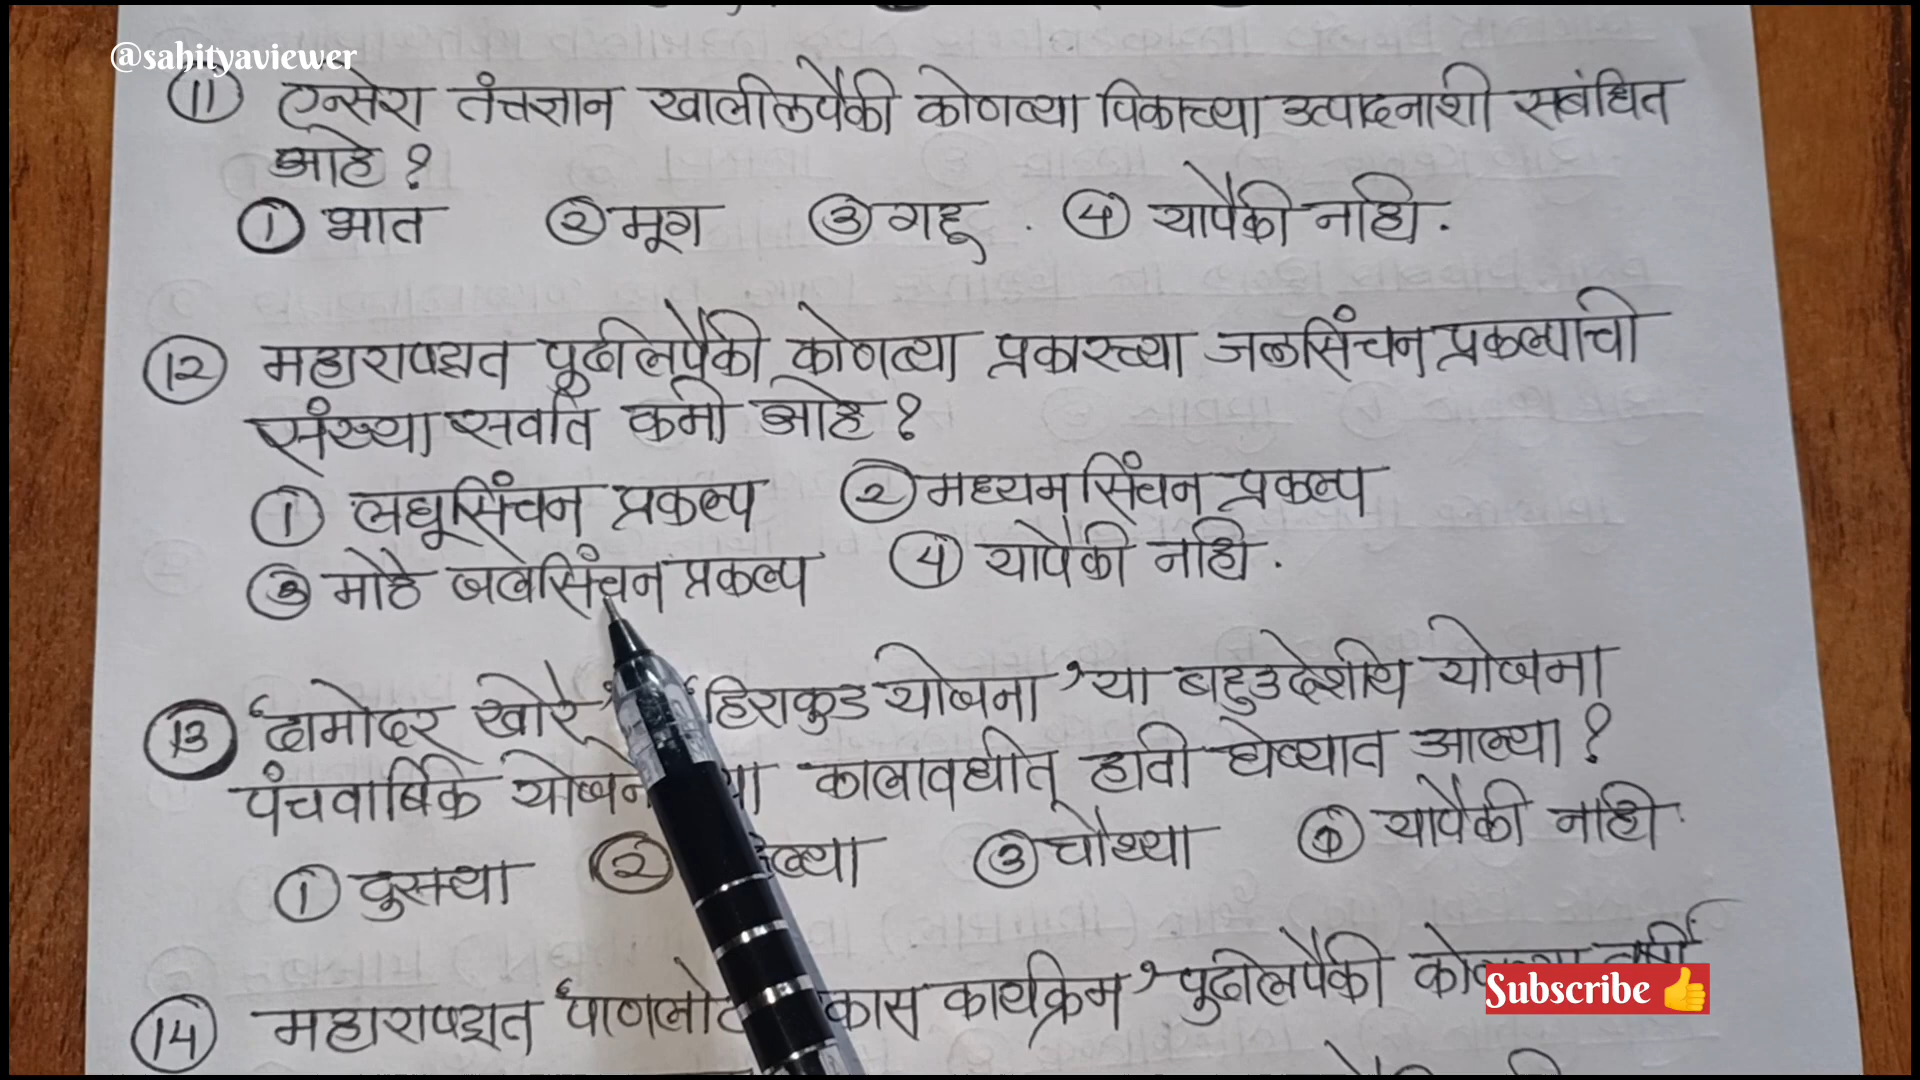 @sahityaviewer
11 एन्सेरा तंत्रज्ञान खालीलपैकी कोणत्या पिकाच्या उत्पादनाशी सबंधित
आहे ?
1 भात 2 मूग 3 गहू . 4 यापैकी नाही .
12 महाराष्ट्रात पुढीलपैकी कोणत्या प्रकारच्या जलसिंचन प्रकल्पाची
संख्या सर्वात कमी आहे ?
1 लघूसिंचन प्रकल्प 2 मध्यम सिंचन प्रकल्प
3 मोठे जलसिंचन प्रकल्प 4 यापैकी नाही .
13 'दामोदर खोरे' 'हिराकुड योजना' या बहुउदेशीय योजना
पंचवार्षिक कालावधीत हाती घेण्यात आल्या ?
1 दुसऱ्या 2 3 चौथ्या 4 यापैकी नाही
14 महाराष्ट्रात कार्यक्रम' पुढीलपैकी
Subscribe